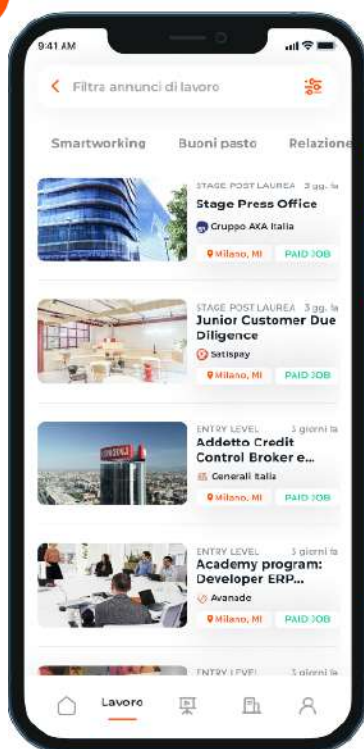 9:41 AM
Filtra annunci di lavoro
Smartworking Buoni pasto Relazione
STAGE POST LAUREA 3 gg. fa
Stage Press Office
Gruppo AXA Italia
Milano, MI PAID JOB
STAGE POST LAUREA 3 gg. fa
Junior Customer Due
Diligence
Satispay
Milano, MI PAID JOB
ENTRY LEVEL 3 giorni fa
Addetto Credit
Control Broker e...
Generali Italia
Milano, MI PAID JOB
ENTRY LEVEL 3 giorni fa
Academy program:
Developer ERP...
Avanade
Milano, MI PAID JOB
ENTRY LEVEL 3 giorni fa
Lavoro